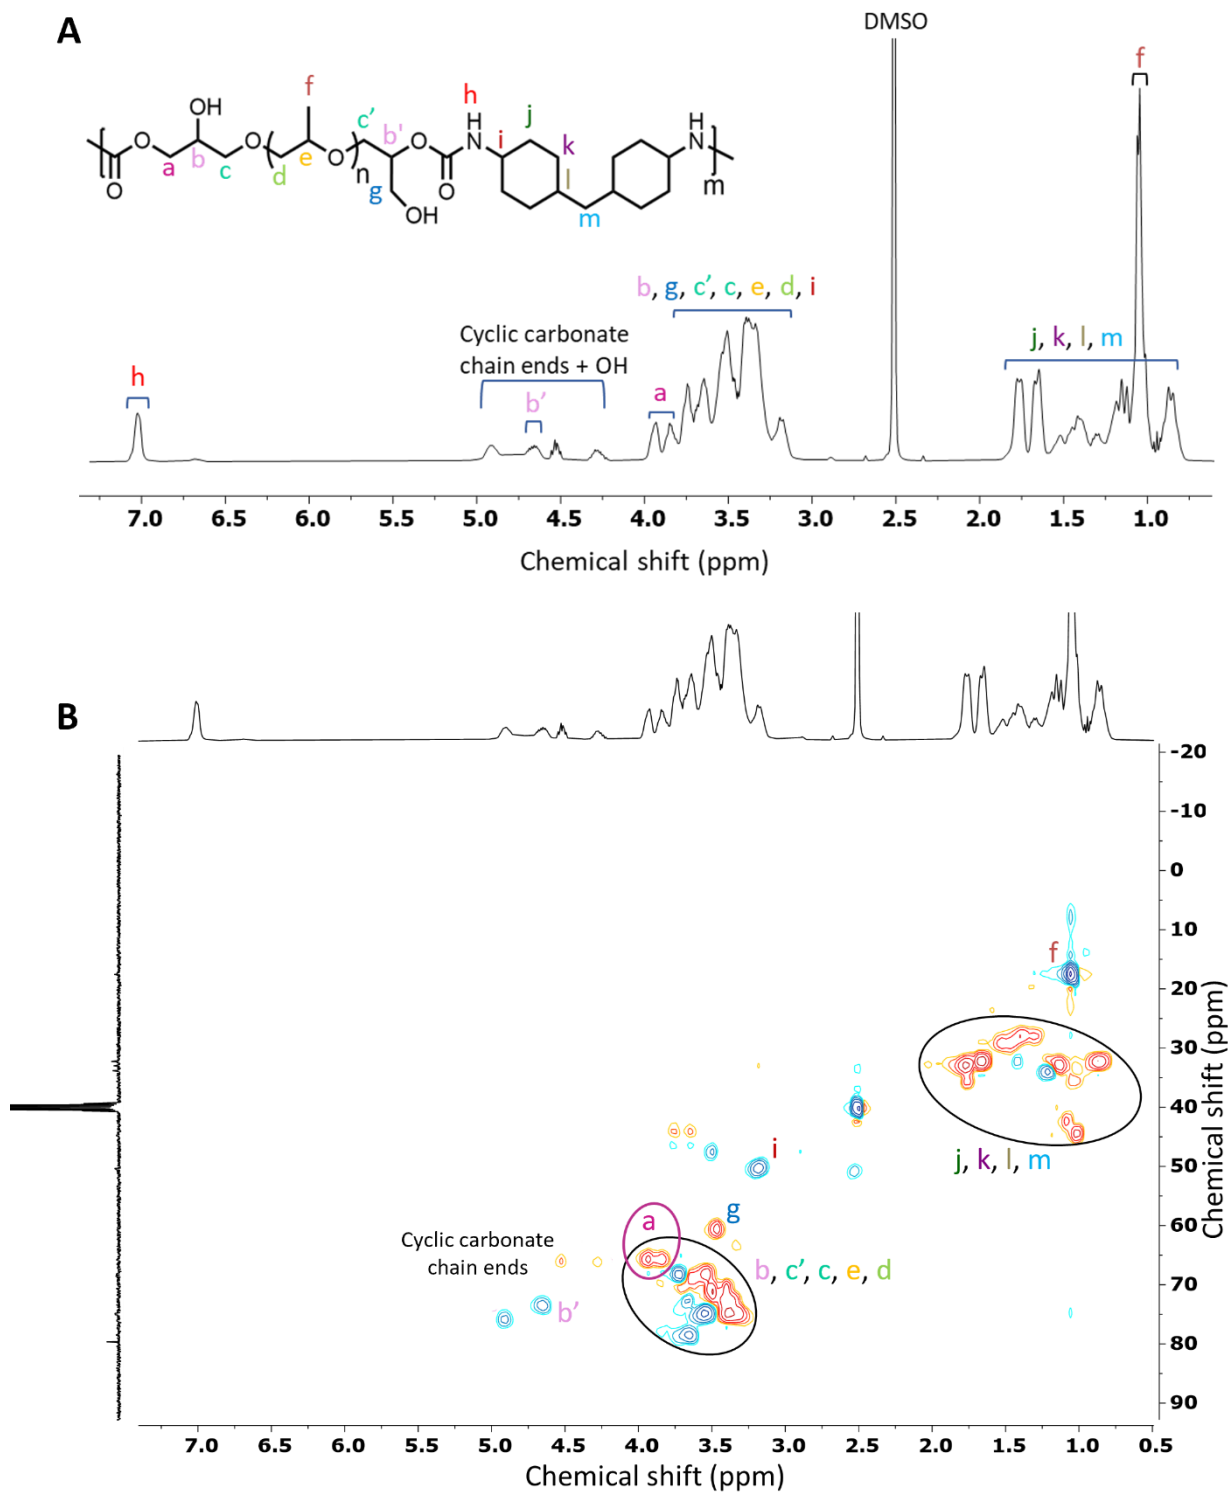 A
DMSO
f
f
OH
h
H
N
j
c’
O
O
b'
O
i
k
H
N
a
b
c
d
e
O
n
O
l
m
O
g
OH
m
b, g, c’, c, e, d, i
Cyclic carbonate
chain ends + OH
j, k, l, m
h
b’
a
7.0 6.5 6.0 5.5 5.0 4.5 4.0 3.5 3.0 2.5 2.0 1.5 1.0
Chemical shift (ppm)
B
-20
-10
0
10
f
20
30
40
j, k, l, m
i
50
g
60
a
Cyclic carbonate
chain ends
b, c’, c, e, d
70
b’
80
90
Chemical shift (ppm)
7.0 6.5 6.0 5.5 5.0 4.5 4.0 3.5 3.0 2.5 2.0 1.5 1.0 0.5
Chemical shift (ppm)